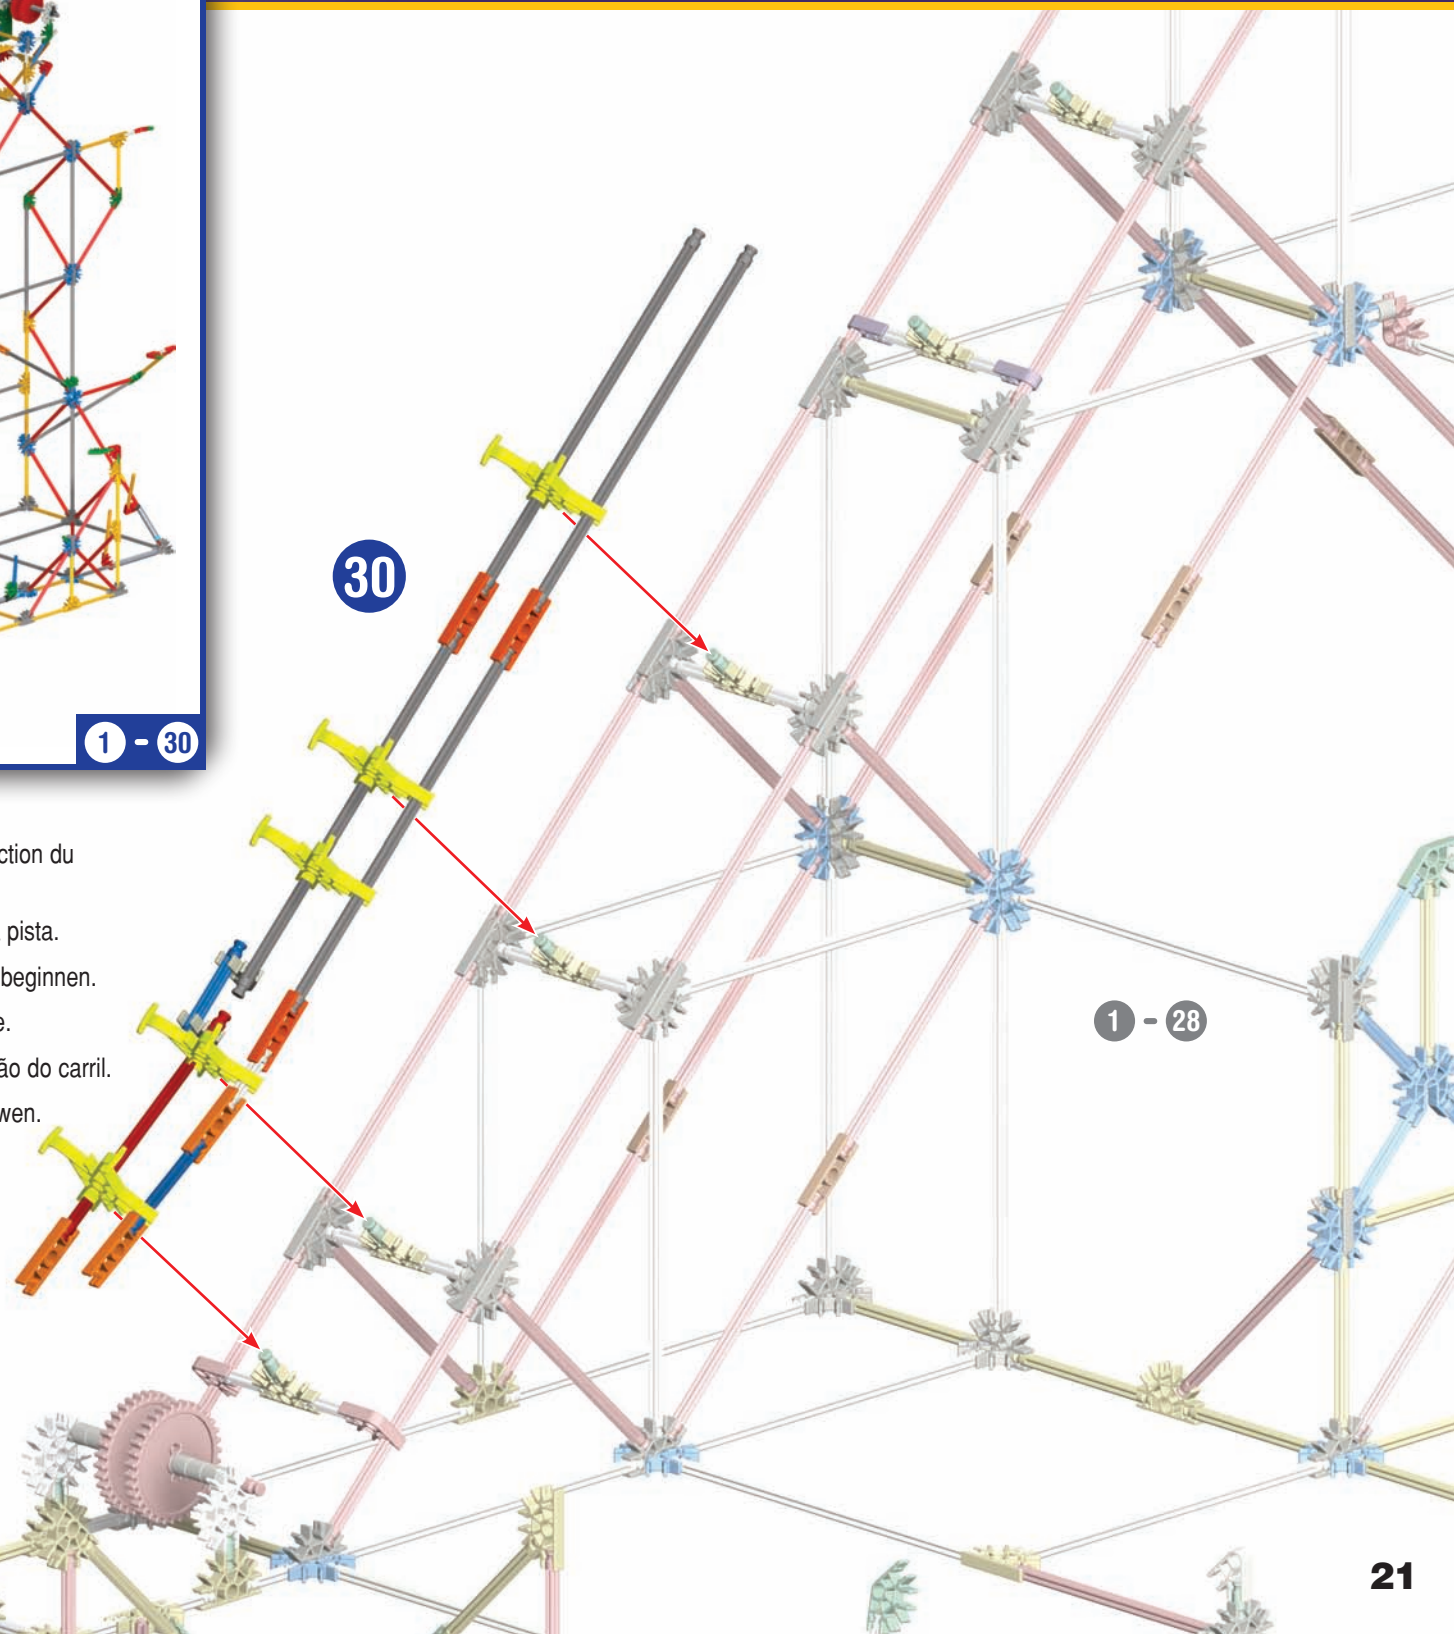 1 - 30
30
ction du
pista.
beginnen.
e.
ão do carril.
wen.
1 - 28
21